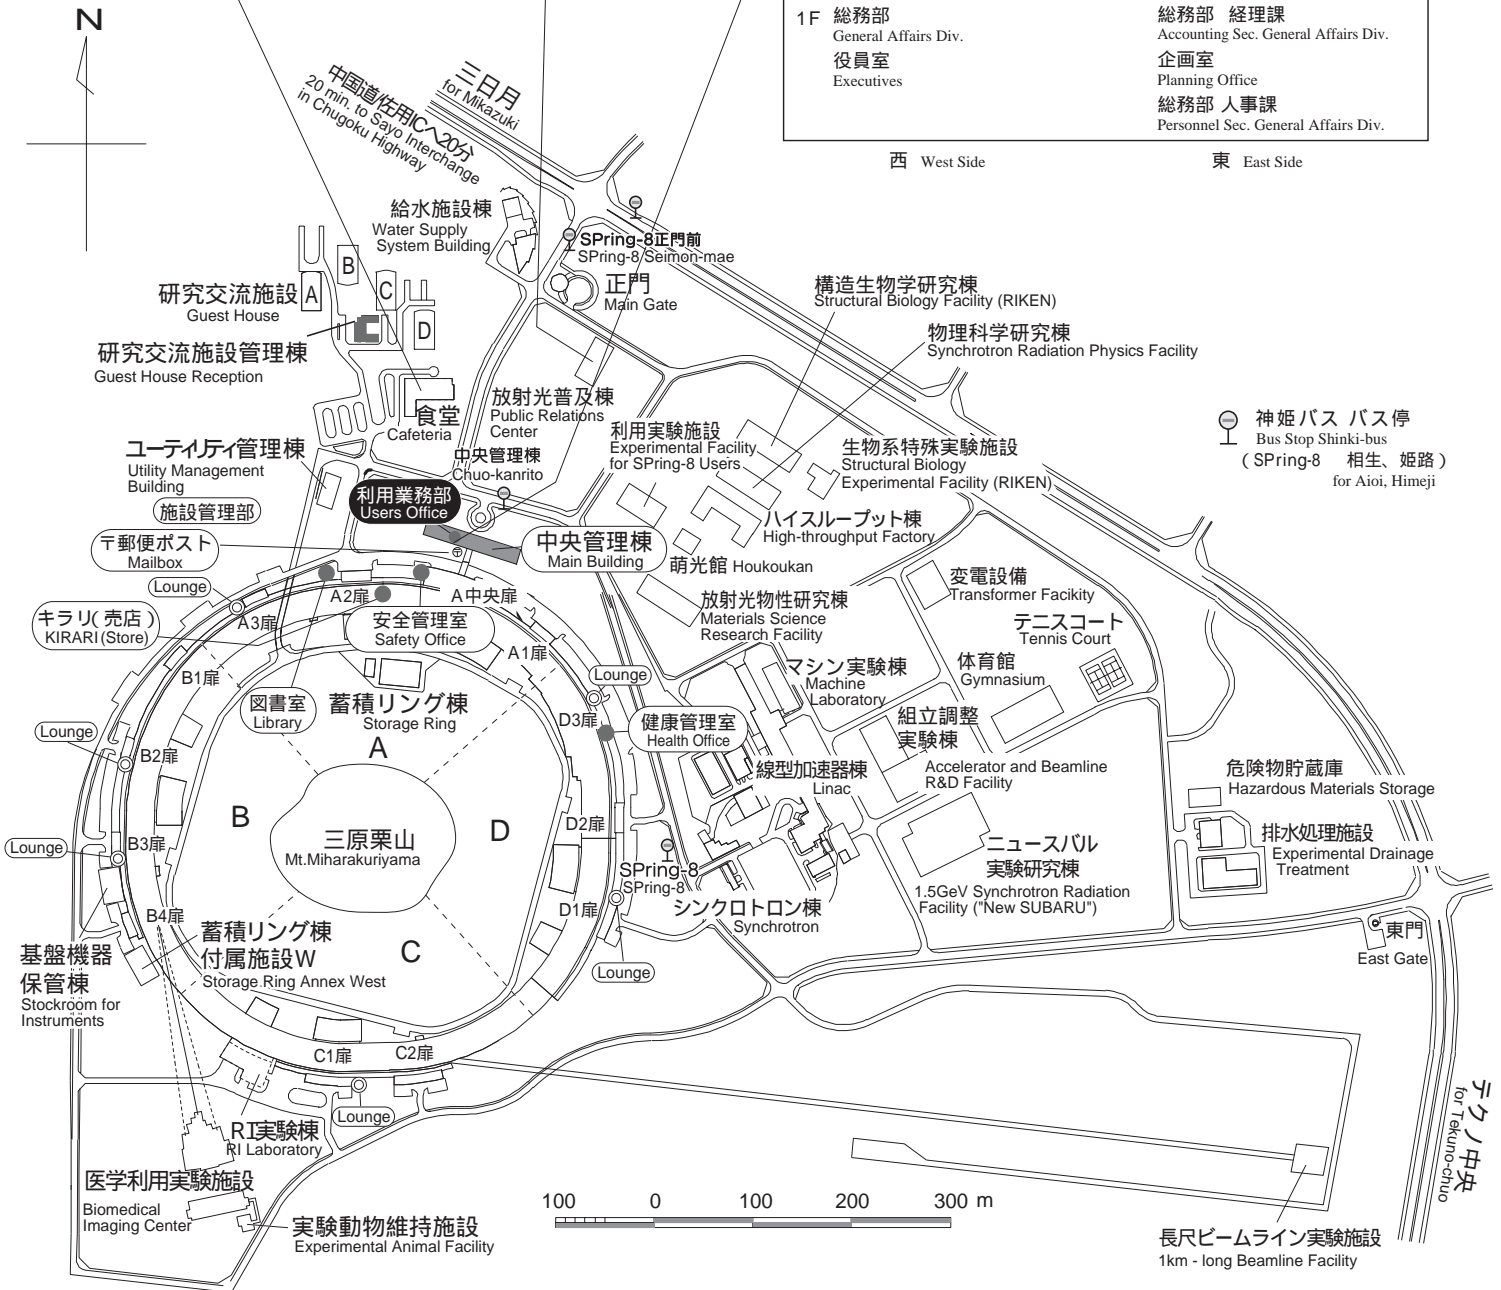 N
1F 総務部
General Affairs Div.
役員室
Executives
総務部 経理課
Accounting Sec. General Affairs Div.
企画室
Planning Office
総務部 人事課
Personnel Sec. General Affairs Div.
西 West Side
東 East Side
三日月
for Mikazuki
中国道/佐用ICへ20分
20 min. to Sayo Interchange
in Chugoku Highway
給水施設棟
Water Supply
System Building
SPring-8正門前
SPring-8 Seimon-mae
正門
Main Gate
A
B
C
D
研究交流施設
Guest House
研究交流施設管理棟
Guest House Reception
構造生物学研究棟
Structural Biology Facility (RIKEN)
物理科学研究棟
Synchrotron Radiation Physics Facility
食堂
Cafeteria
放射光普及棟
Public Relations
Center
中央管理棟
Chuo-kanrito
利用実験施設
Experimental Facility
for SPring-8 Users
生物系特殊実験施設
Structural Biology
Experimental Facility (RIKEN)
神姫バス バス停
Bus Stop Shinki-bus
(SPring-8 相生、姫路)
for Aioi, Himeji
ユーティリティ管理棟
Utility Management
Building
施設管理部
〒郵便ポスト
Mailbox
利用業務部
Users Office
中央管理棟
Main Building
ハイスループット棟
High-throughput Factory
萌光館 Houkoukan
放射光物性研究棟
Materials Science
Research Facility
変電設備
Transformer Facikity
テニスコート
Tennis Court
体育館
Gymnasium
Lounge
キラリ(売店)
KIRARI(Store)
A3扉
A2扉
A中央扉
安全管理室
Safety Office
A1扉
B1扉
図書室
Library
蓄積リング棟
Storage Ring
Lounge
D3扉
健康管理室
Health Office
マシン実験棟
Machine
Laboratory
組立調整
実験棟
Accelerator and Beamline
R&D Facility
線型加速器棟
Linac
Lounge
B2扉
A
B
三原栗山
Mt.Miharakuriyama
D
C
D2扉
B3扉
Lounge
SPring-8
SPring-8
危険物貯蔵庫
Hazardous Materials Storage
排水処理施設
Experimental Drainage
Treatment
ニュースバル
実験研究棟
1.5GeV Synchrotron Radiation
Facility ("New SUBARU")
シンクロトロン棟
Synchrotron
D1扉
B4扉
Lounge
東門
East Gate
基盤機器
保管棟
Stockroom for
Instruments
蓄積リング棟
付属施設W
Storage Ring Annex West
C1扉
C2扉
Lounge
RI実験棟
RI Laboratory
医学利用実験施設
Biomedical
Imaging Center
実験動物維持施設
Experimental Animal Facility
100 0 100 200 300 m
長尺ビームライン実験施設
1km - long Beamline Facility
テクノ中央
for Tekuno-chuo